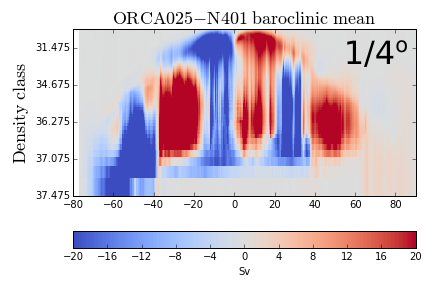 ORCA025−N401 baroclinic mean
1/4º
Density class
31.475
34.675
36.275
37.075
37.475
−80 −60 −40 −20 0 20 40 60 80
−20 −16 −12 −8 −4 0 4 8 12 16 20
Sv